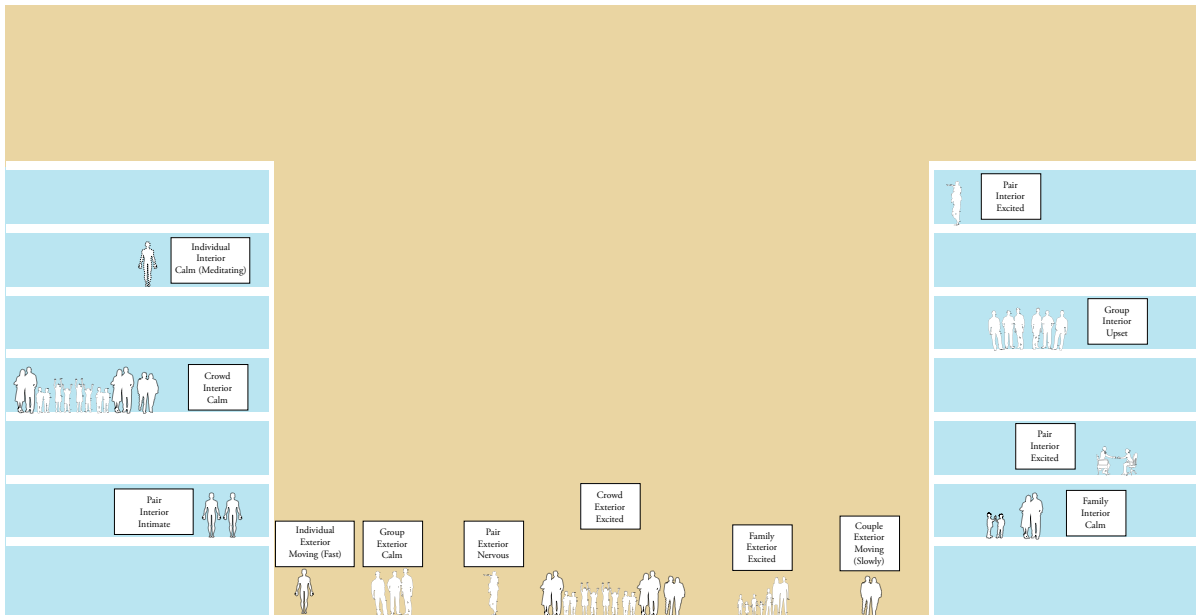 Pair
Interior
Excited
Individual
Interior
Calm (Meditating)
Group
Interior
Upset
Crowd
Interior
Calm
Pair
Interior
Excited
Pair
Interior
Intimate
Family
Interior
Calm
Crowd
Exterior
Excited
Individual
Exterior
Moving (Fast)
Group
Exterior
Calm
Pair
Exterior
Nervous
Family
Exterior
Excited
Couple
Exterior
Moving
(Slowly)